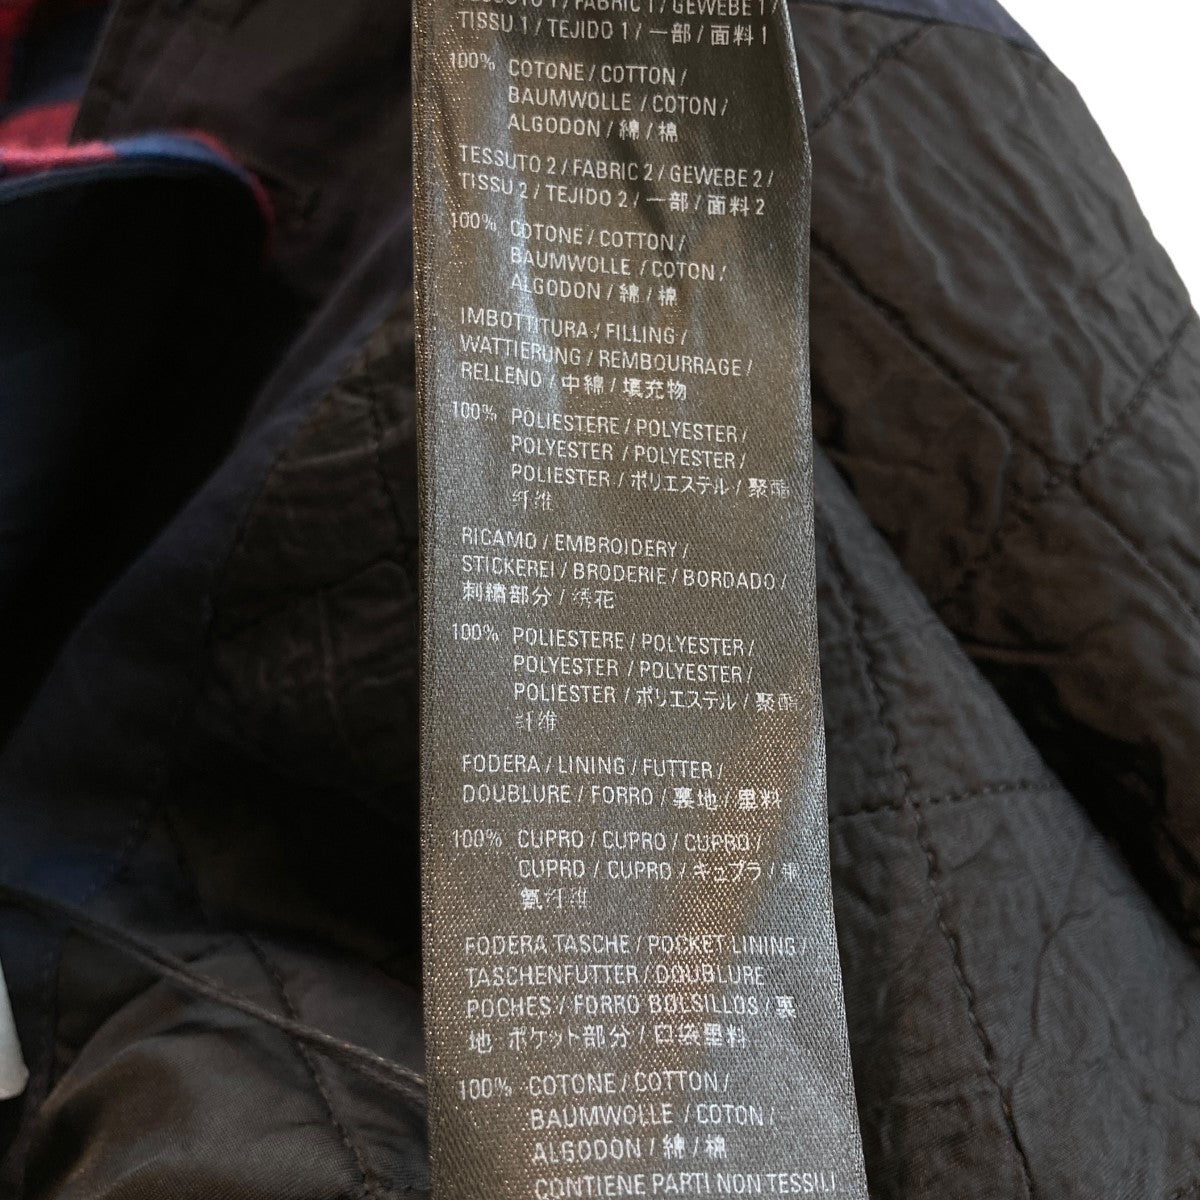 TESSUTO 1 / FABRIC 1 / GEWEBE 1 /
TISSU 1 / TEJIDO 1 / 一部 / 面料 1
100% COTONE / COTTON /
BAUMWOLLE / COTON /
ALGODON / 綿 / 棉
TESSUTO 2 / FABRIC 2 / GEWEBE 2 /
TISSU 2 / TEJIDO 2 / 一部 / 面料 2
100% COTONE / COTTON /
BAUMWOLLE / COTON /
ALGODON / 綿 / 棉
IMBOTTITURA / FILLING /
WATTIERUNG / REMBOURRAGE /
RELLENO / 中綿 / 填充物
100% POLIESTERE / POLYESTER /
POLYESTER / POLYESTER /
POLIESTER / ポリエステル / 聚酯
纤维
RICAMO / EMBROIDERY /
STICKEREI / BRODERIE / BORDADO /
刺繍部分 / 绣花
100% POLIESTERE / POLYESTER /
POLYESTER / POLYESTER /
POLIESTER / ポリエステル / 聚酯
纤维
FODERA / LINING / FUTTER /
DOUBLURE / FORRO / 裏地 / 里料
100% CUPRO / CUPRO / CUPRO /
CUPRO / CUPRO / キュプラ / 铜
氨纤维
FODERA TASCHE / POCKET LINING /
TASCHENFUTTER / DOUBLURE
POCHES / FORRO BOLSILLOS / 裏
地 ポケット部分 / 口袋里料
100% COTONE / COTTON /
BAUMWOLLE / COTON /
ALGODON / 綿 / 棉
CONTIENE PARTI NON TESSILI